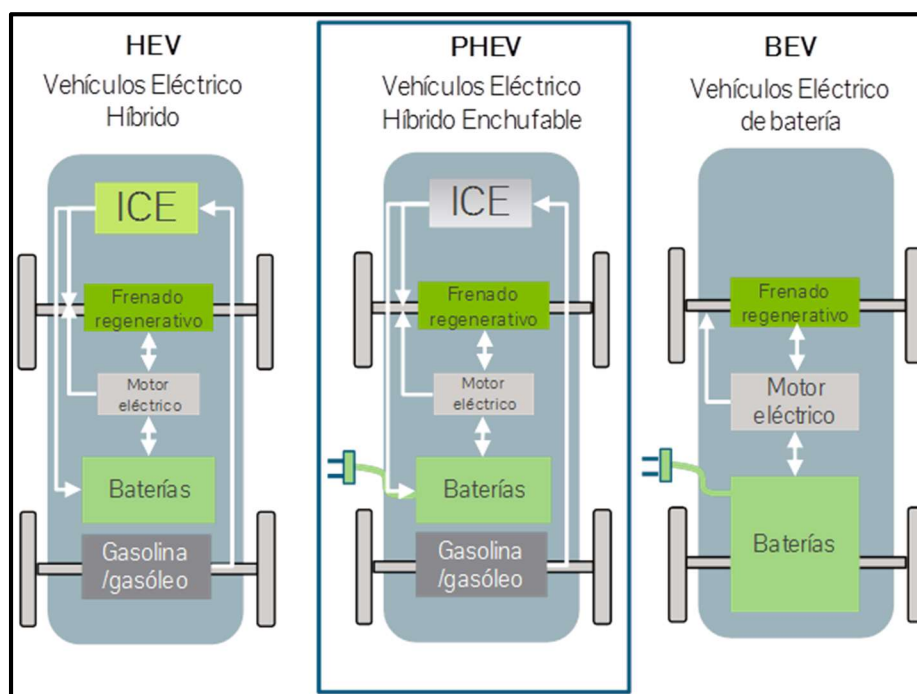 HEV
Vehículos Eléctrico
Híbrido
ICE
Frenado
regenerativo
Motor
eléctrico
Baterías
Gasolina
/gasóleo
PHEV
Vehículos Eléctrico
Híbrido Enchufable
ICE
Frenado
regenerativo
Motor
eléctrico
Baterías
Gasolina
/gasóleo
BEV
Vehículos Eléctrico
de batería
Frenado
regenerativo
Motor
eléctrico
Baterías